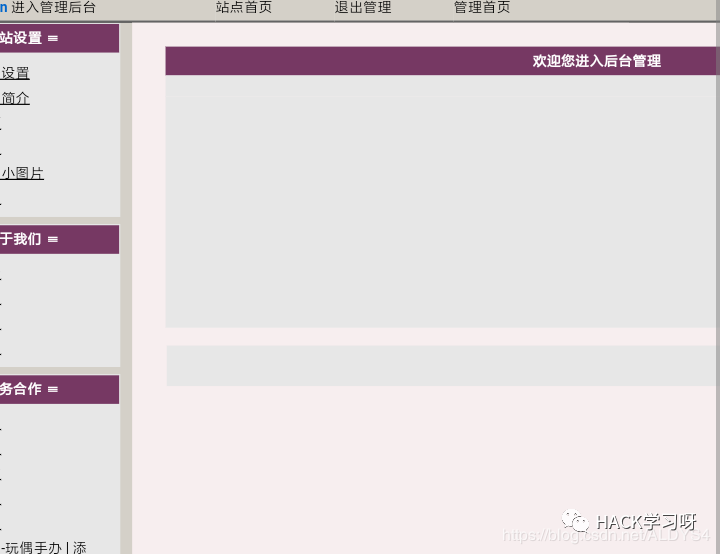 n 进入管理后台
站点首页
退出管理
管理首页
站设置 ≡
设置
简介
小图片
于我们 ≡
务合作 ≡
-玩偶手办 | 添
欢迎您进入后台管理
HACK学习呀
https://blog.csdn.net/ALDYS4